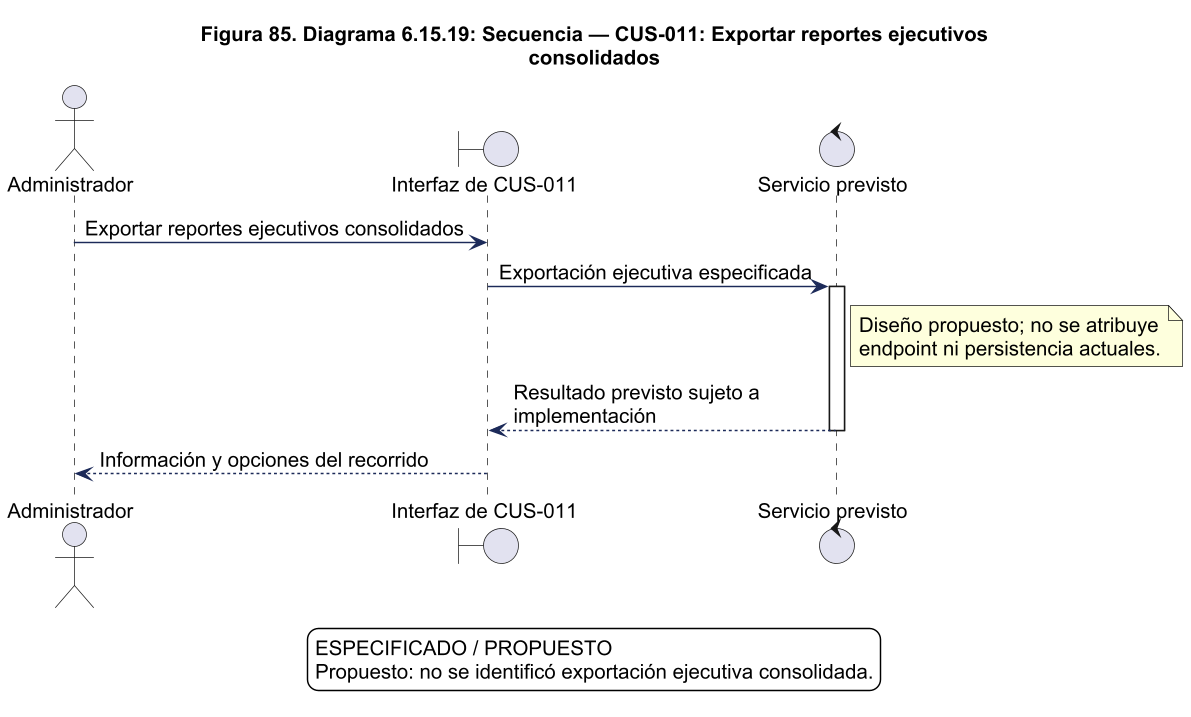 Figura 85. Diagrama 6.15.19: Secuencia — CUS-011: Exportar reportes ejecutivos
consolidados
Administrador
Interfaz de CUS-011
Servicio previsto
Exportar reportes ejecutivos consolidados
Exportación ejecutiva especificada
Diseño propuesto; no se atribuye
endpoint ni persistencia actuales.
Resultado previsto sujeto a
implementación
Información y opciones del recorrido
Administrador
Interfaz de CUS-011
Servicio previsto
ESPECIFICADO / PROPUESTO
Propuesto: no se identificó exportación ejecutiva consolidada.